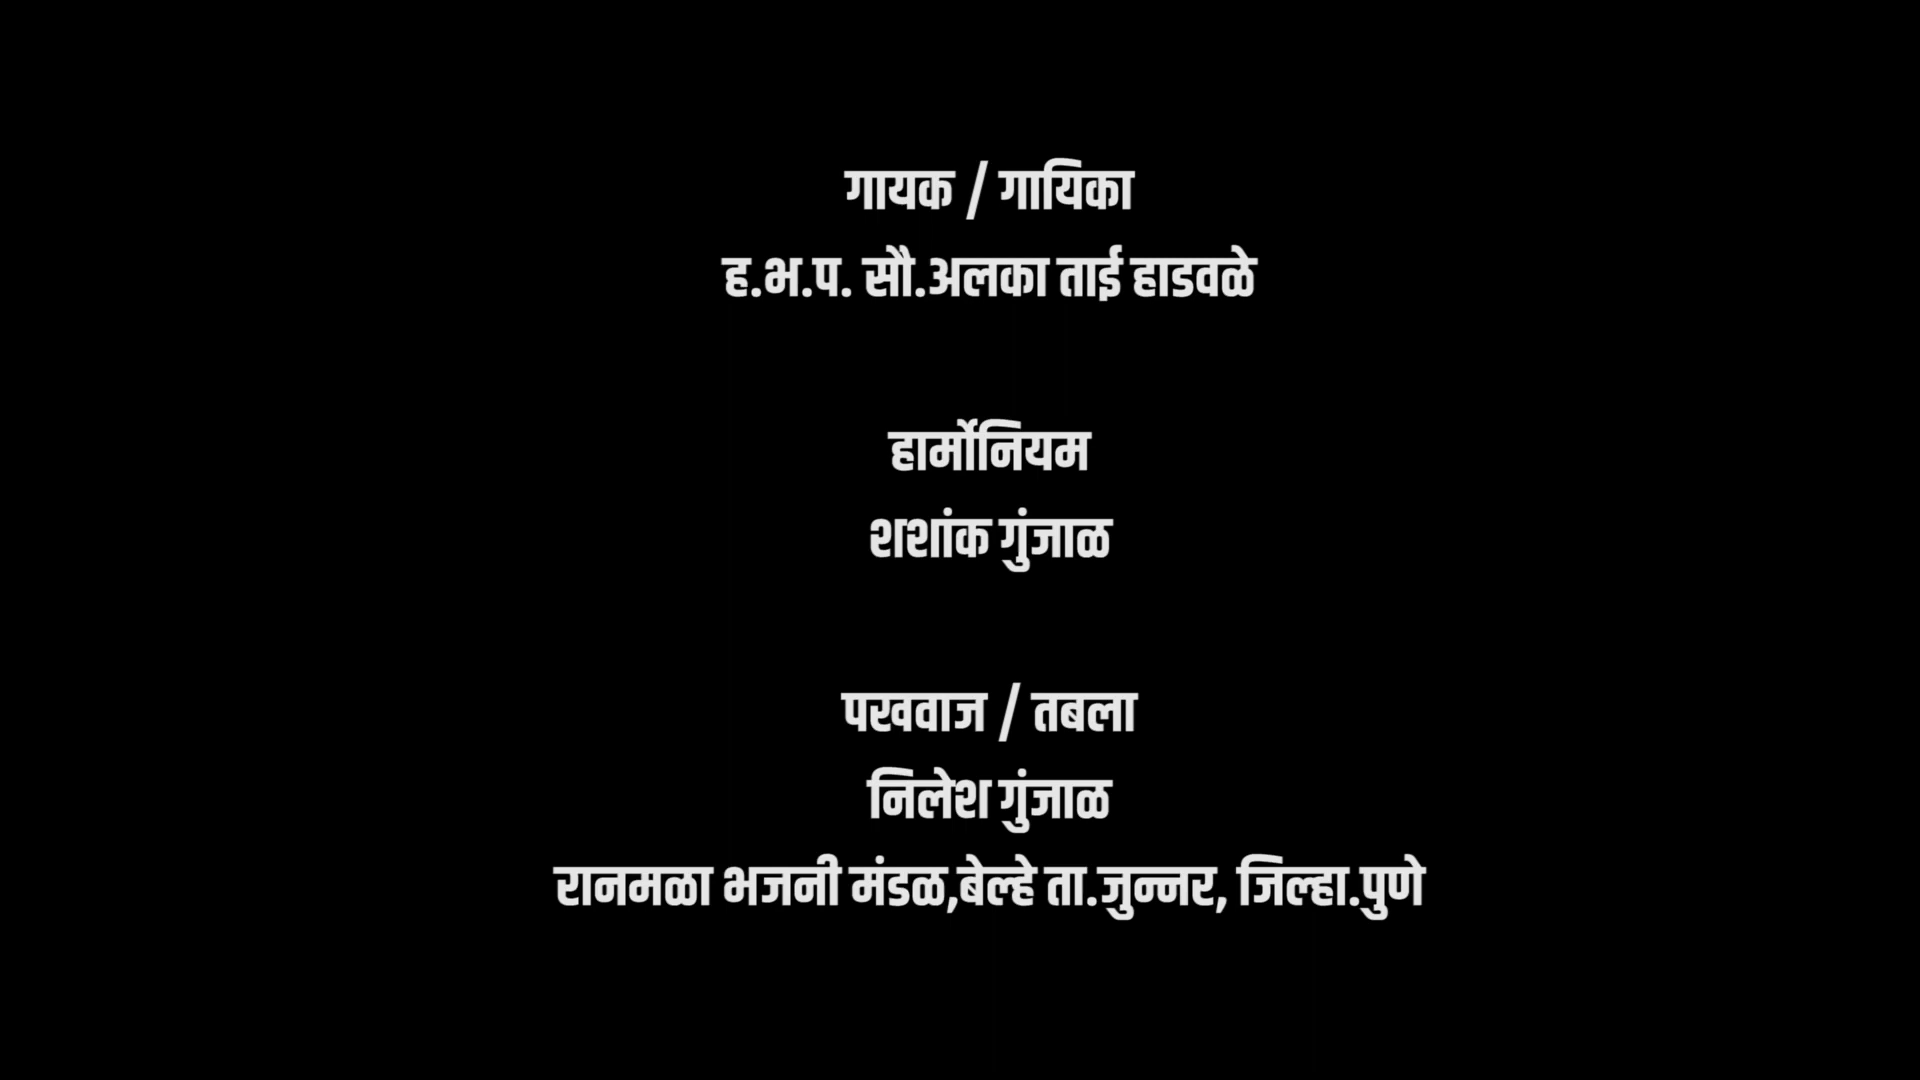 गायक / गायिका
ह.भ.प. सौ.अलका ताई हाडवळे
हार्मोनियम
शशांक गुंजाळ
पखवाज / तबला
निलेश गुंजाळ
रानमळा भजनी मंडळ,बेल्हे ता.जुन्नर, जिल्हा.पुणे